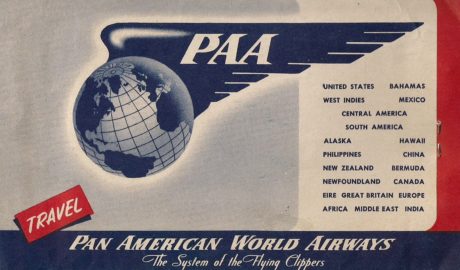 PAA
UNITED STATES BAHAMAS
WEST INDIES MEXICO
CENTRAL AMERICA
SOUTH AMERICA
ALASKA HAWAII
PHILIPPINES CHINA
NEW ZEALAND BERMUDA
NEWFOUNDLAND CANADA
EIRE GREAT BRITAIN EUROPE
AFRICA MIDDLE EAST INDIA
TRAVEL
PAN AMERICAN WORLD AIRWAYS
The System of the Flying Clippers